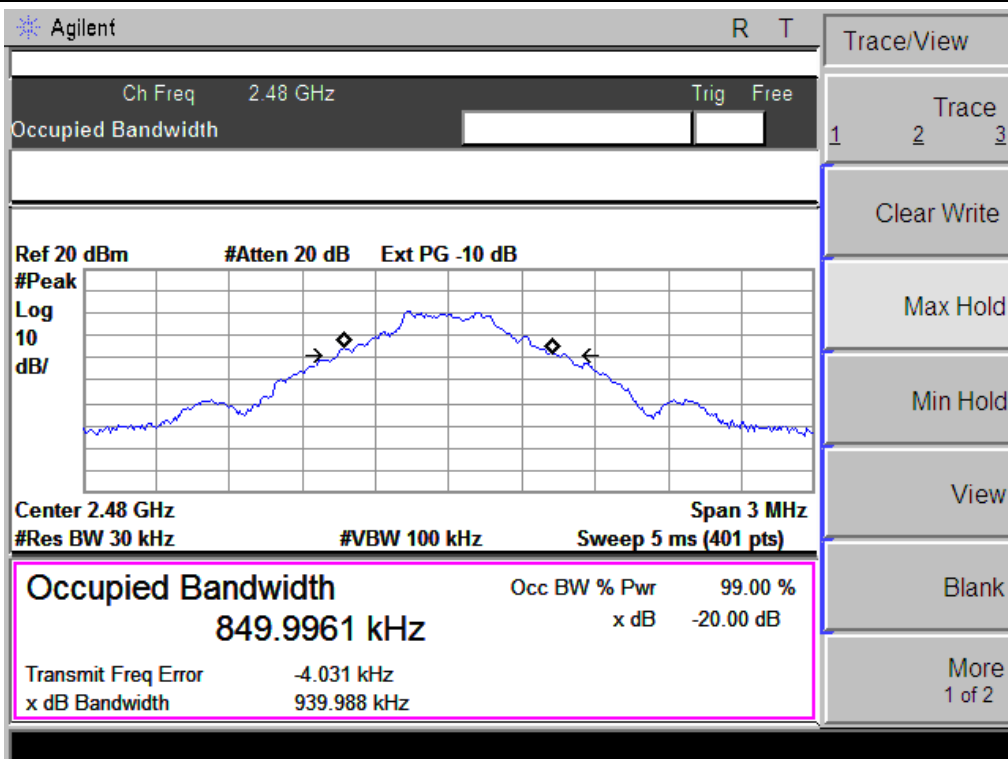 Agilent R T
Ch Freq 2.48 GHz Trig Free
Occupied Bandwidth
Ref 20 dBm #Atten 20 dB Ext PG -10 dB
#Peak
Log
10
dB/
Center 2.48 GHz Span 3 MHz
#Res BW 30 kHz #VBW 100 kHz Sweep 5 ms (401 pts)
Occupied Bandwidth Occ BW % Pwr 99.00 %
849.9961 kHz x dB -20.00 dB
Transmit Freq Error -4.031 kHz
x dB Bandwidth 939.988 kHz
Trace/View
Trace
1 2 3
Clear Write
Max Hold
Min Hold
View
Blank
More
1 of 2